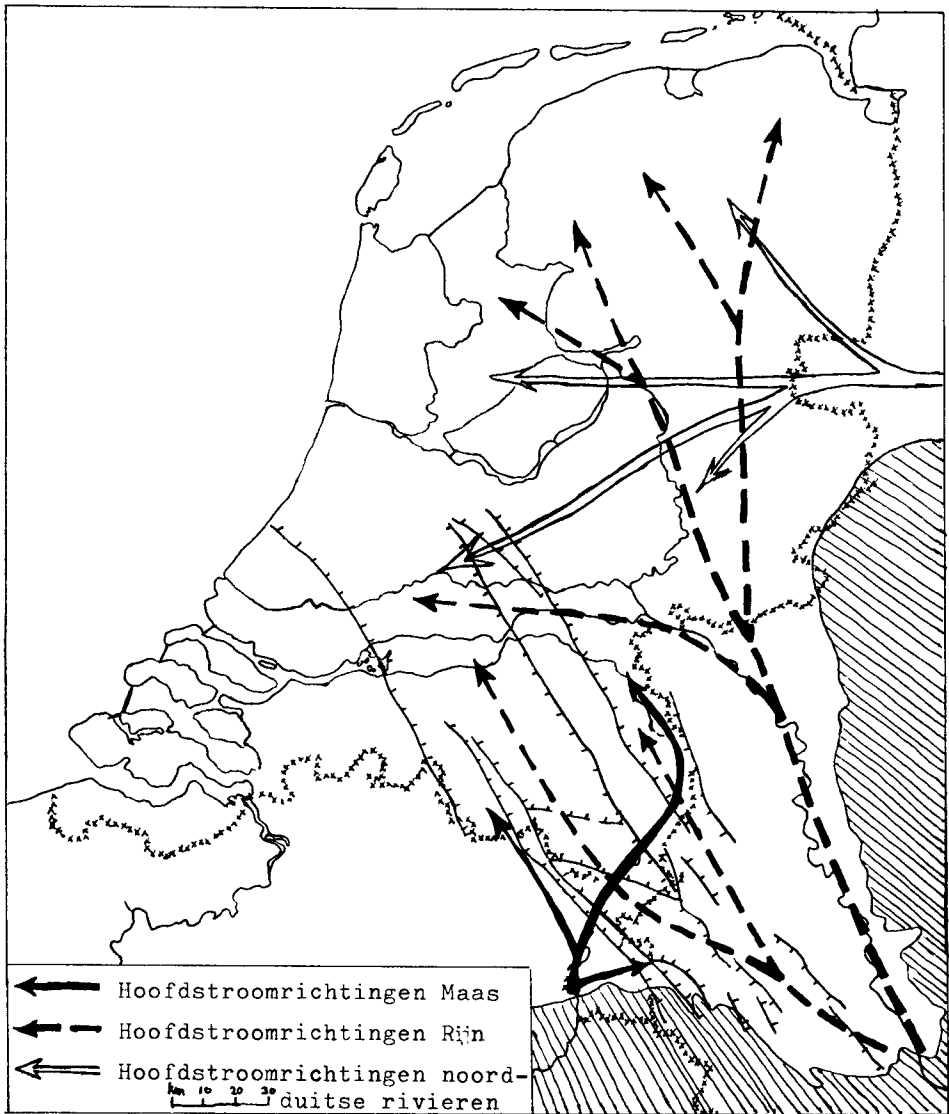 Hoofdstroomrichtingen Maas
Hoofdstroomrichtingen Rijn
Hoofdstroomrichtingen noord-
duitse rivieren
km 10 20 30